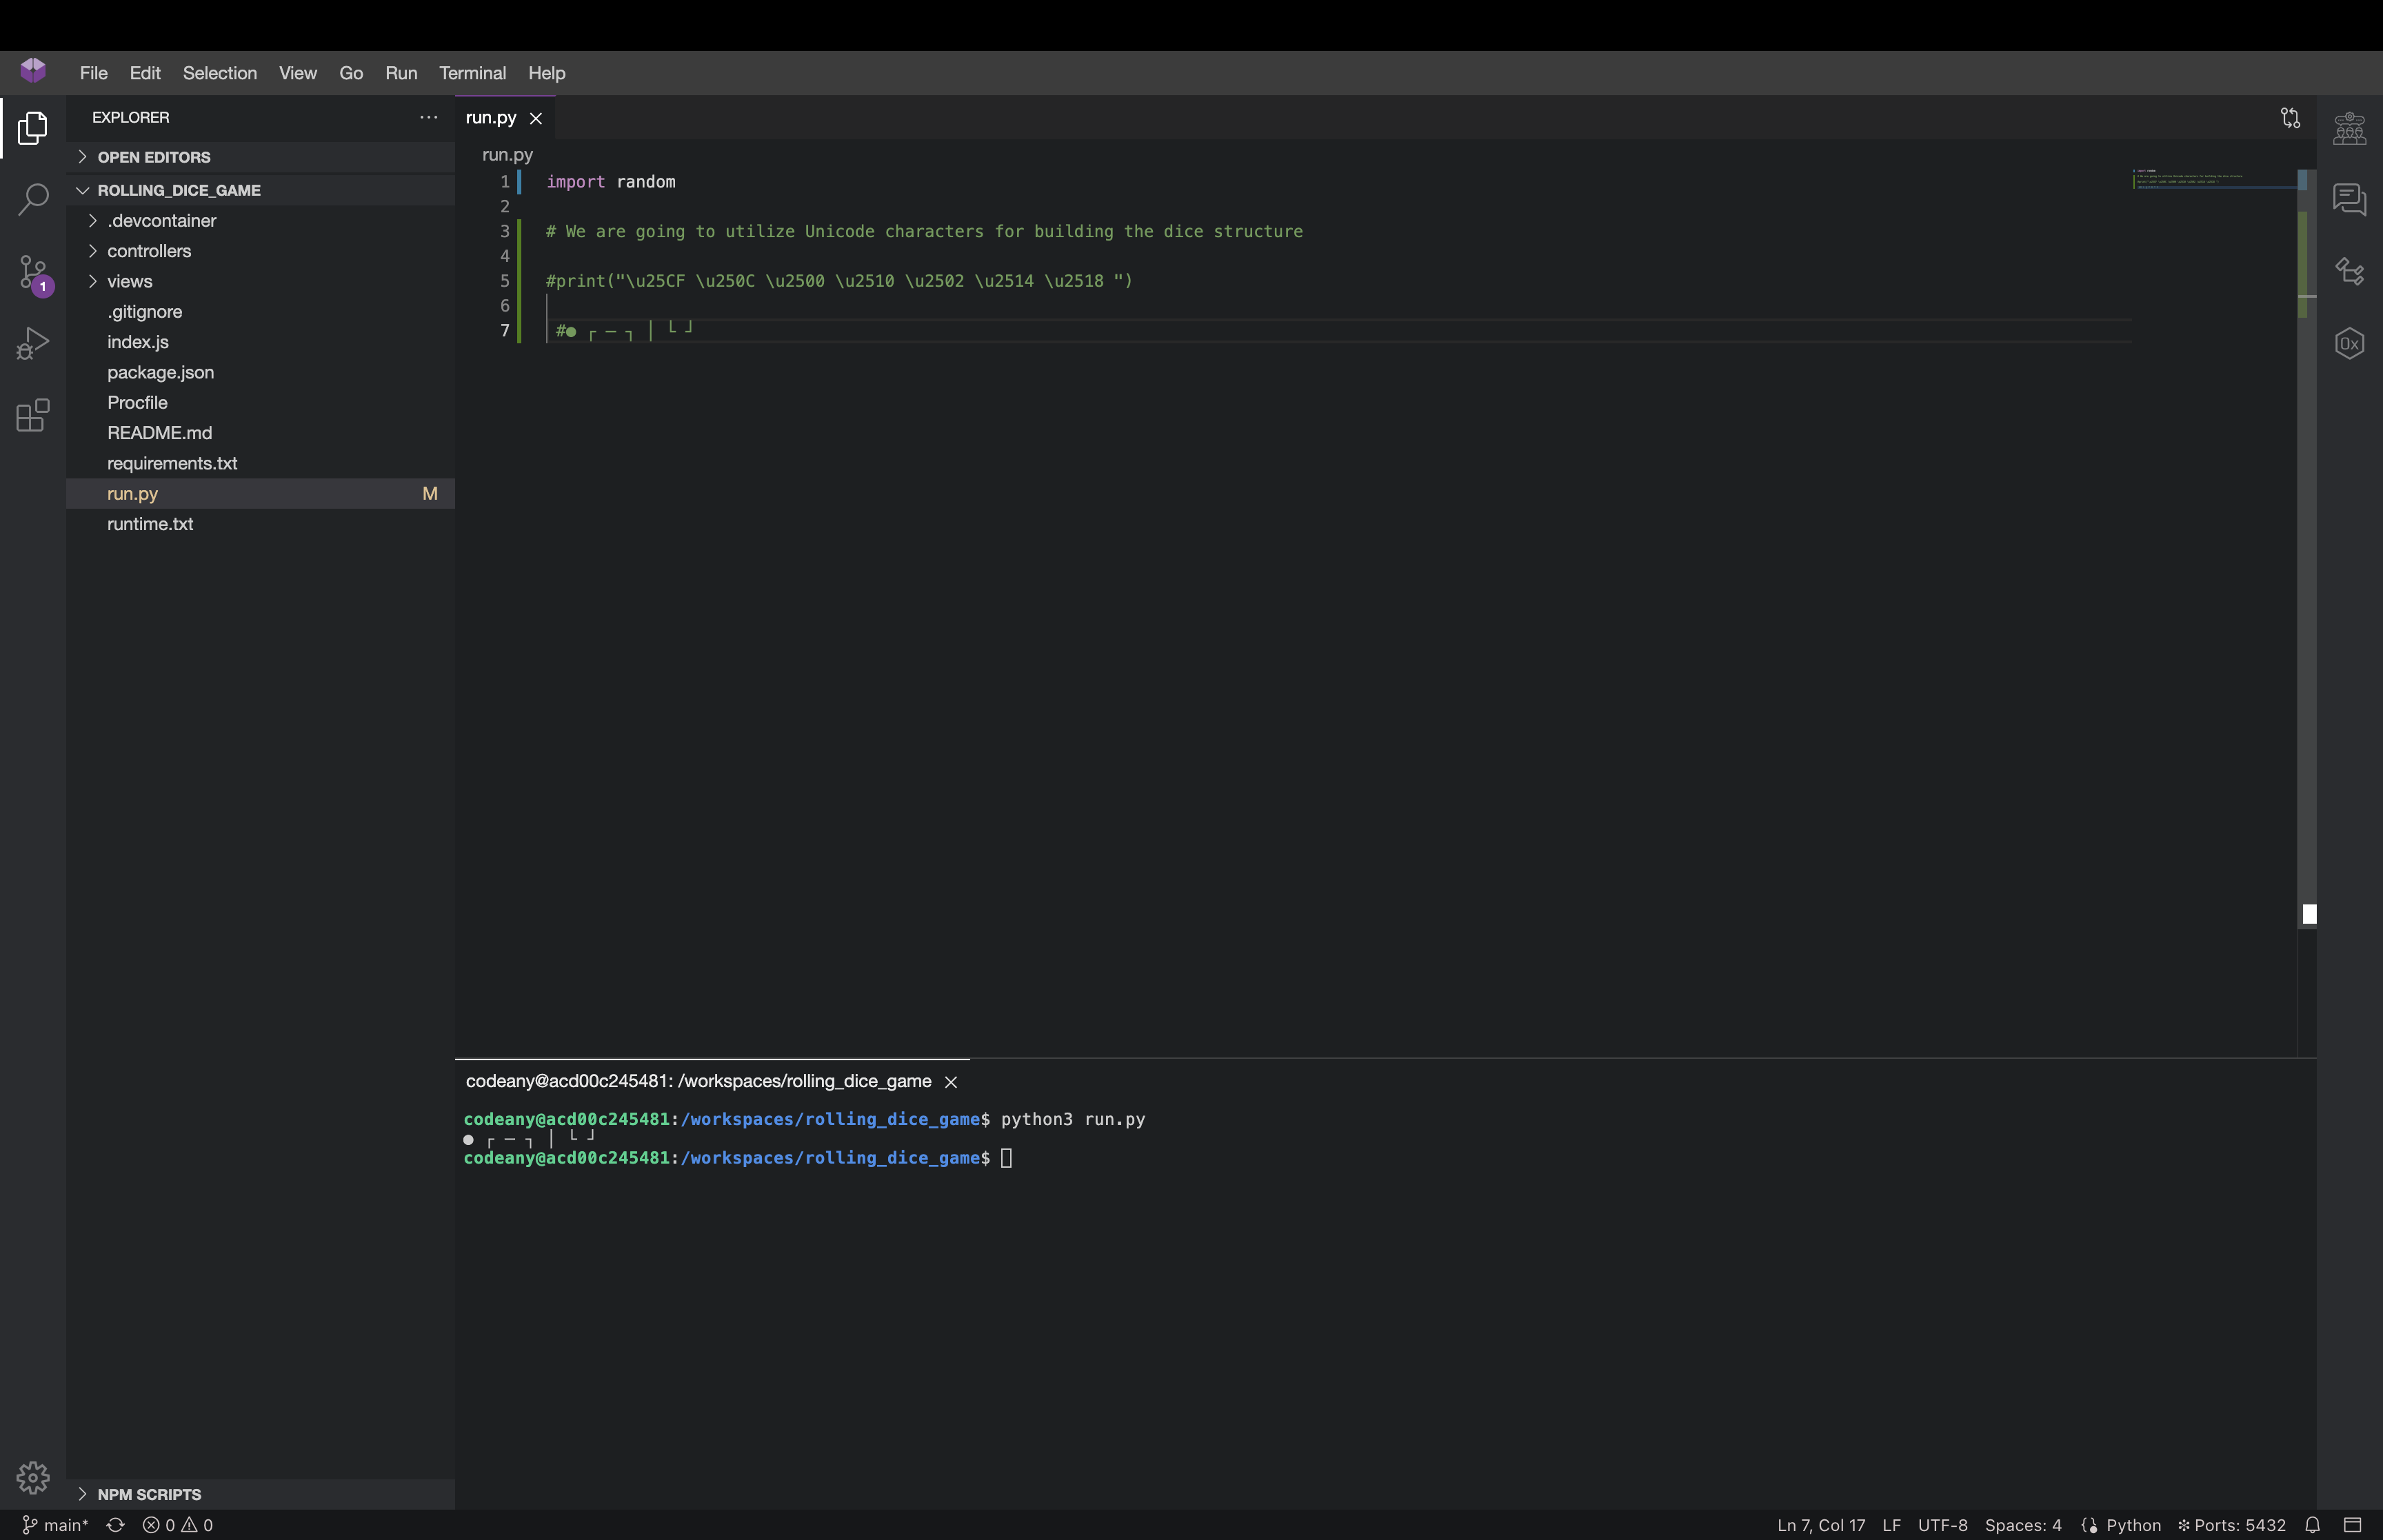 File Edit Selection View Go Run Terminal Help
EXPLORER
OPEN EDITORS
ROLLING_DICE_GAME
.devcontainer
controllers
views
.gitignore
index.js
package.json
Procfile
README.md
requirements.txt
run.py M
runtime.txt
NPM SCRIPTS
1
run.py
run.py
1 import random
2
3 # We are going to utilize Unicode characters for building the dice structure
4
5 #print("\u25CF \u250C \u2500 \u2510 \u2502 \u2514 \u2518 ")
6
7 #● ┌ ─ ┐ │ └ ┘
0x
codeany@acd00c245481: /workspaces/rolling_dice_game
codeany@acd00c245481:/workspaces/rolling_dice_game$ python3 run.py
● ┌ ─ ┐ │ └ ┘
codeany@acd00c245481:/workspaces/rolling_dice_game$
main* 0 0 Ln 7, Col 17 LF UTF-8 Spaces: 4 Python Ports: 5432